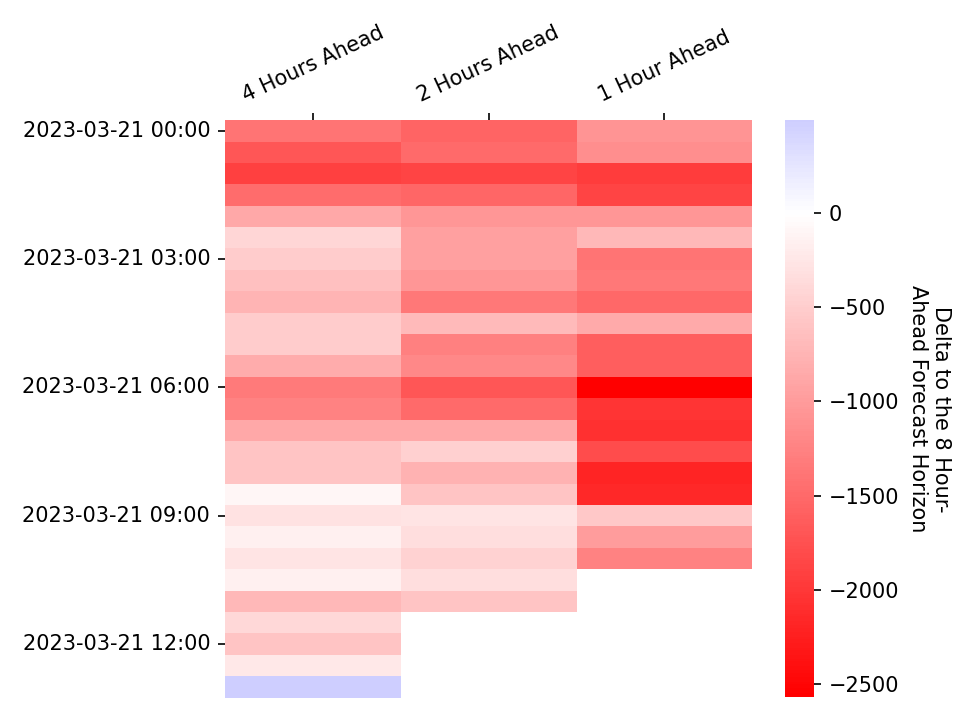 4 Hours Ahead
2 Hours Ahead
1 Hour Ahead
2023-03-21 00:00
2023-03-21 03:00
2023-03-21 06:00
2023-03-21 09:00
2023-03-21 12:00
0
−500
−1000
−1500
−2000
−2500
Delta to the 8 Hour-
Ahead Forecast Horizon